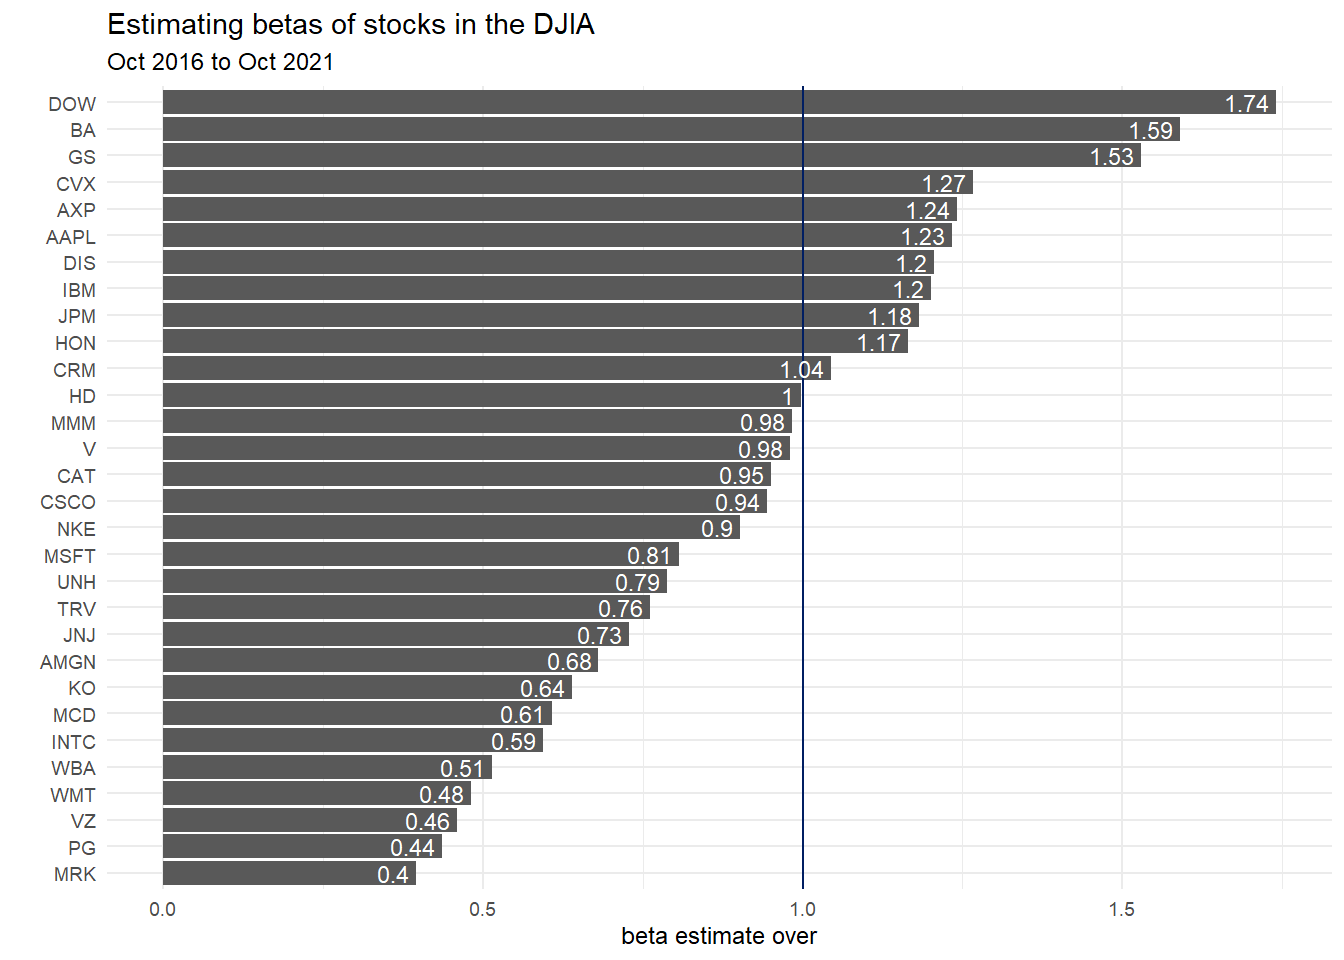 Estimating betas of stocks in the DJIA
Oct 2016 to Oct 2021
DOW 1.74
BA 1.59
GS 1.53
CVX 1.27
AXP 1.24
AAPL 1.23
DIS 1.2
IBM 1.2
JPM 1.18
HON 1.17
CRM 1.04
HD 1
MMM 0.98
V 0.98
CAT 0.95
CSCO 0.94
NKE 0.9
MSFT 0.81
UNH 0.79
TRV 0.76
JNJ 0.73
AMGN 0.68
KO 0.64
MCD 0.61
INTC 0.59
WBA 0.51
WMT 0.48
VZ 0.46
PG 0.44
MRK 0.4
0.0 0.5 1.0 1.5
beta estimate over